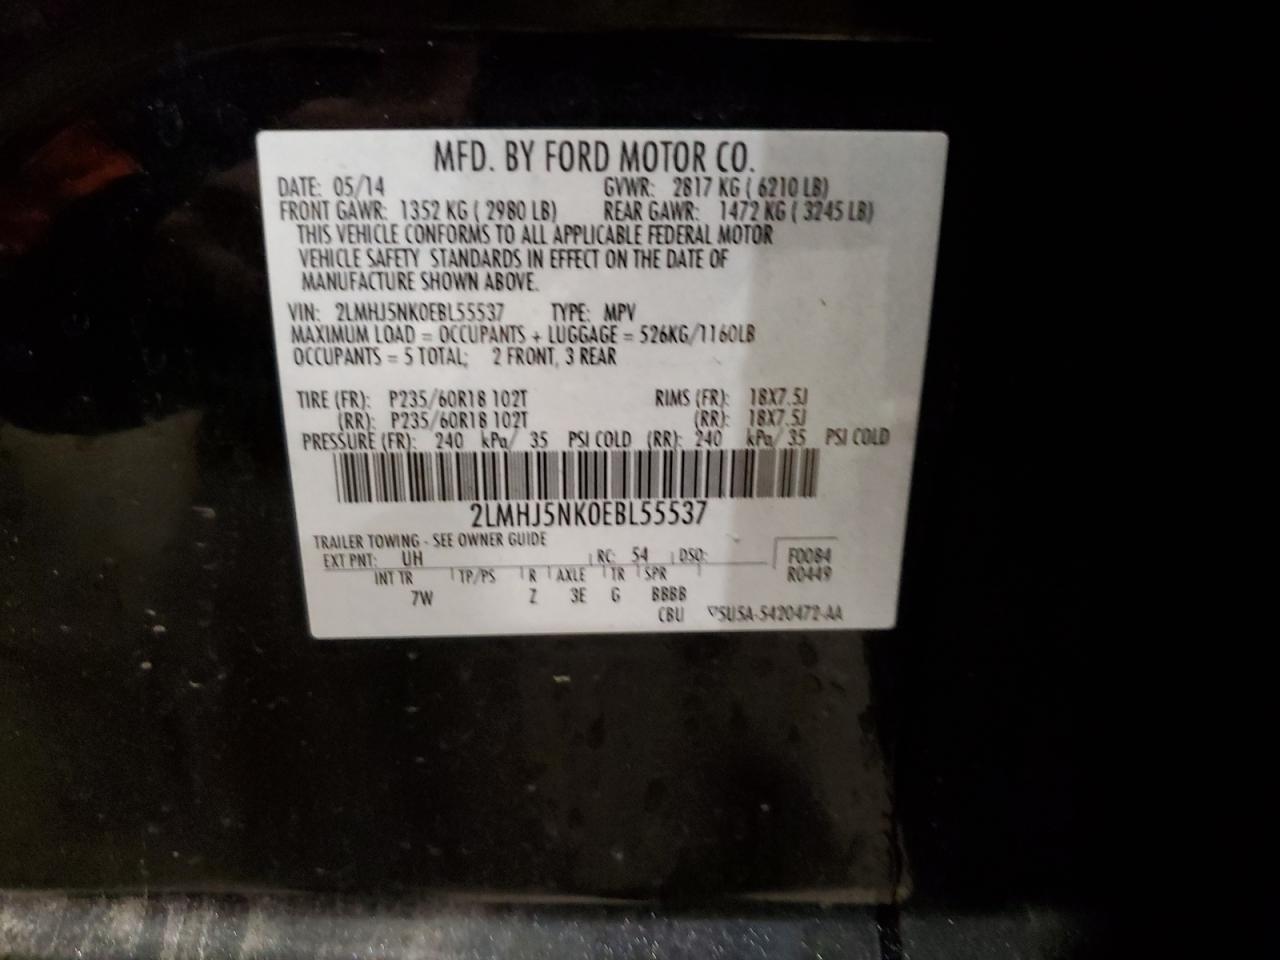 MFD. BY FORD MOTOR CO.
DATE: 05/14 GVWR: 2817 KG ( 6210 LB)
FRONT GAWR: 1352 KG ( 2980 LB) REAR GAWR: 1472 KG ( 3245 LB)
THIS VEHICLE CONFORMS TO ALL APPLICABLE FEDERAL MOTOR
VEHICLE SAFETY STANDARDS IN EFFECT ON THE DATE OF
MANUFACTURE SHOWN ABOVE.
VIN: 2LMHJ5NK0EBL55537 TYPE: MPV
MAXIMUM LOAD = OCCUPANTS + LUGGAGE = 526KG/1160LB
OCCUPANTS = 5 TOTAL; 2 FRONT, 3 REAR
TIRE (FR): P235/60R18 102T RIMS (FR): 18X7.5J
(RR): P235/60R18 102T (RR): 18X7.5J
PRESSURE (FR): 240 kPa/ 35 PSI COLD (RR): 240 kPa/ 35 PSI COLD
2LMHJ5NK0EBL55537
TRAILER TOWING - SEE OWNER GUIDE
EXT PNT: UH RC: 54 DSO: F0084
INT TR TP/PS R AXLE TR SPR R0449
7W Z 3E G BBBB
CBU 5U5A-5420472-AA